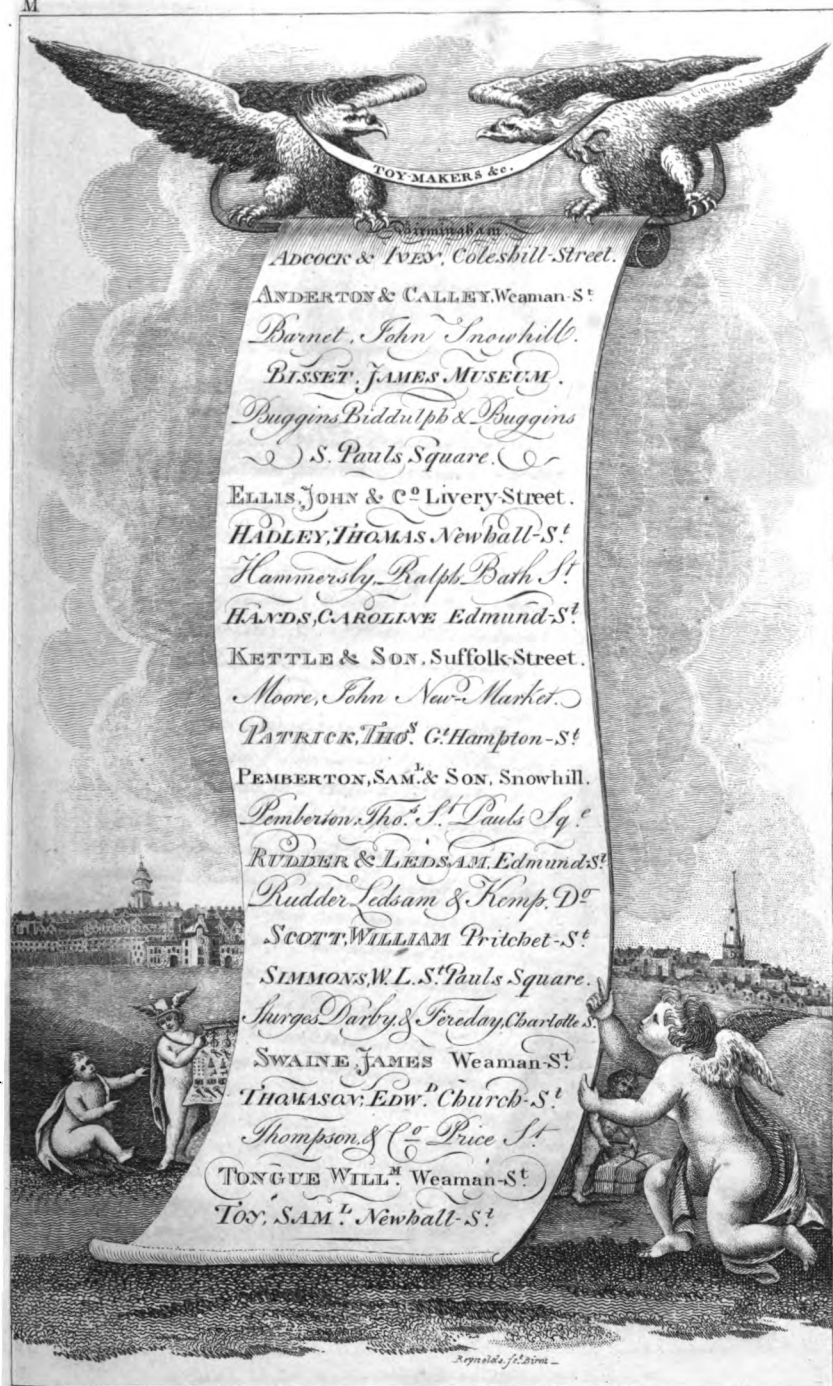 M
TOY-MAKERS &c.
Birmingham.
ADCOCK & IVEY, Coleshill-Street.
ANDERTON & CALLEY, Weaman-St.
Barnet, John Snowhill.
BISSET, JAMES MUSEUM.
Buggins Biddulph & Buggins
S. Pauls Square.
ELLIS, JOHN & Co Livery-Street.
HADLEY, THOMAS Newhall-St.
Hammersly, Ralph Bath St.
HANDS, CAROLINE Edmund-St.
KETTLE & SON, Suffolk-Street.
Moore, John New-Market.
PATRICK, THOS. Gt. Hampton-St.
PEMBERTON, SAML. & SON, Snowhill.
Pemberton, Thos. St. Pauls Sqe.
RUDDER & LEDSAM, Edmund-St.
Rudder Ledsam & Kemp, Do
SCOTT, WILLIAM Pritchet-St.
SIMMONS, W. L. St. Pauls Square.
Sturges Darby, & Fereday, Charlotte S.
SWAINE, JAMES Weaman-St.
THOMASON, EDWD. Church-St.
Thompson, & Co Price St.
TONGUE WILLM. Weaman-St.
TOY, SAML. Newhall-St.
Reynolds, fct. Birm